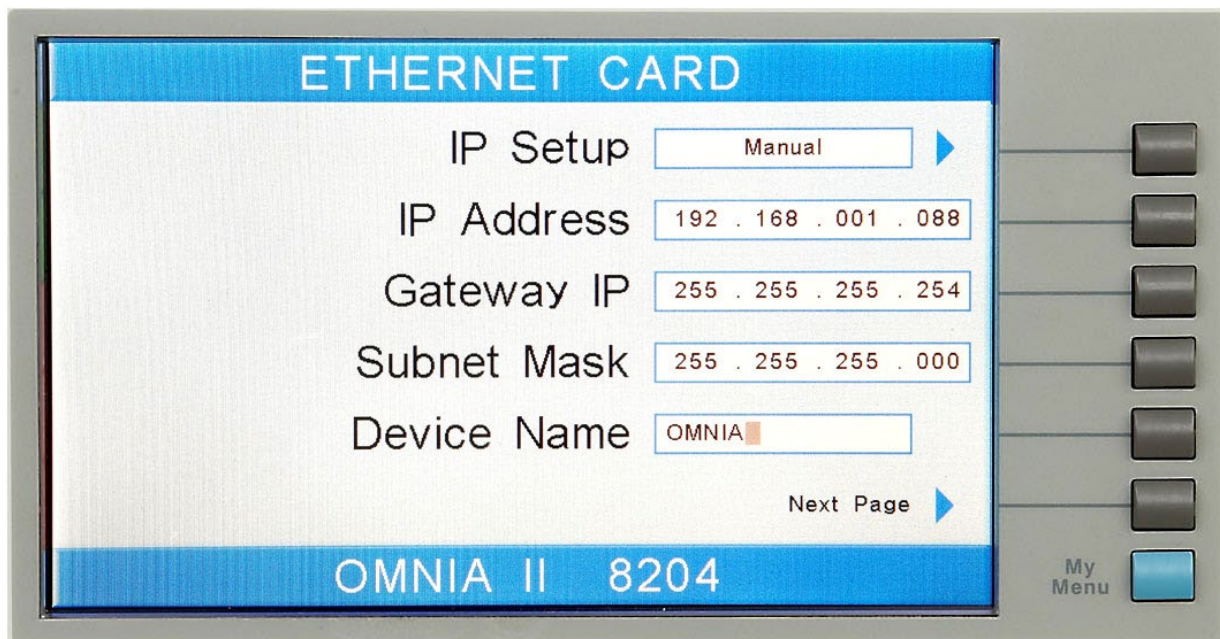 ETHERNET CARD
IP Setup Manual
IP Address 192 . 168 . 001 . 088
Gateway IP 255 . 255 . 255 . 254
Subnet Mask 255 . 255 . 255 . 000
Device Name OMNIA
Next Page
OMNIA II 8204
My
Menu